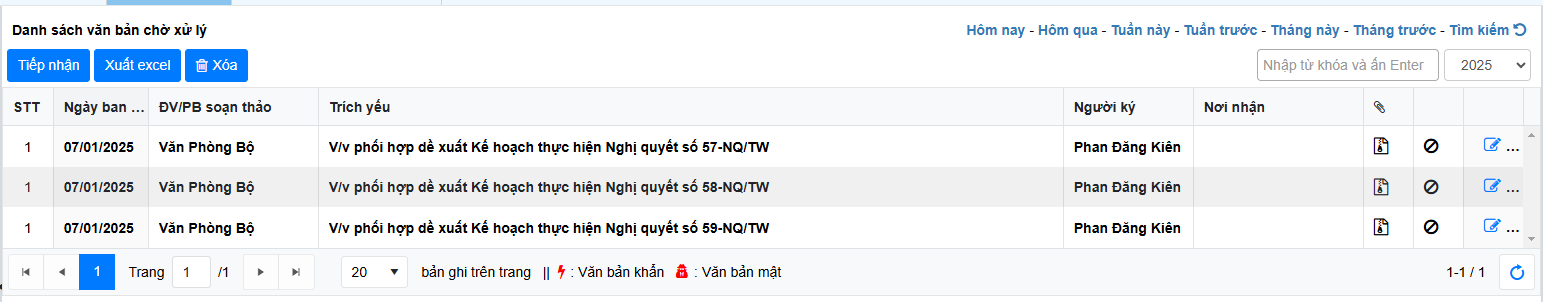 Danh sách văn bản chờ xử lý
Hôm nay - Hôm qua - Tuần này - Tuần trước - Tháng này - Tháng trước - Tìm kiếm
Tiếp nhận Xuất excel Xóa Nhập từ khóa và ấn Enter 2025
STT Ngày ban ... ĐV/PB soạn thảo Trích yếu Người ký Nơi nhận
1 07/01/2025 Văn Phòng Bộ V/v phối hợp dề xuất Kế hoạch thực hiện Nghị quyết số 57-NQ/TW Phan Đăng Kiên ...
1 07/01/2025 Văn Phòng Bộ V/v phối hợp dề xuất Kế hoạch thực hiện Nghị quyết số 58-NQ/TW Phan Đăng Kiên ...
1 07/01/2025 Văn Phòng Bộ V/v phối hợp dề xuất Kế hoạch thực hiện Nghị quyết số 59-NQ/TW Phan Đăng Kiên ...
1 Trang 1 /1 20 bản ghi trên trang || : Văn bản khẩn : Văn bản mật 1-1 / 1